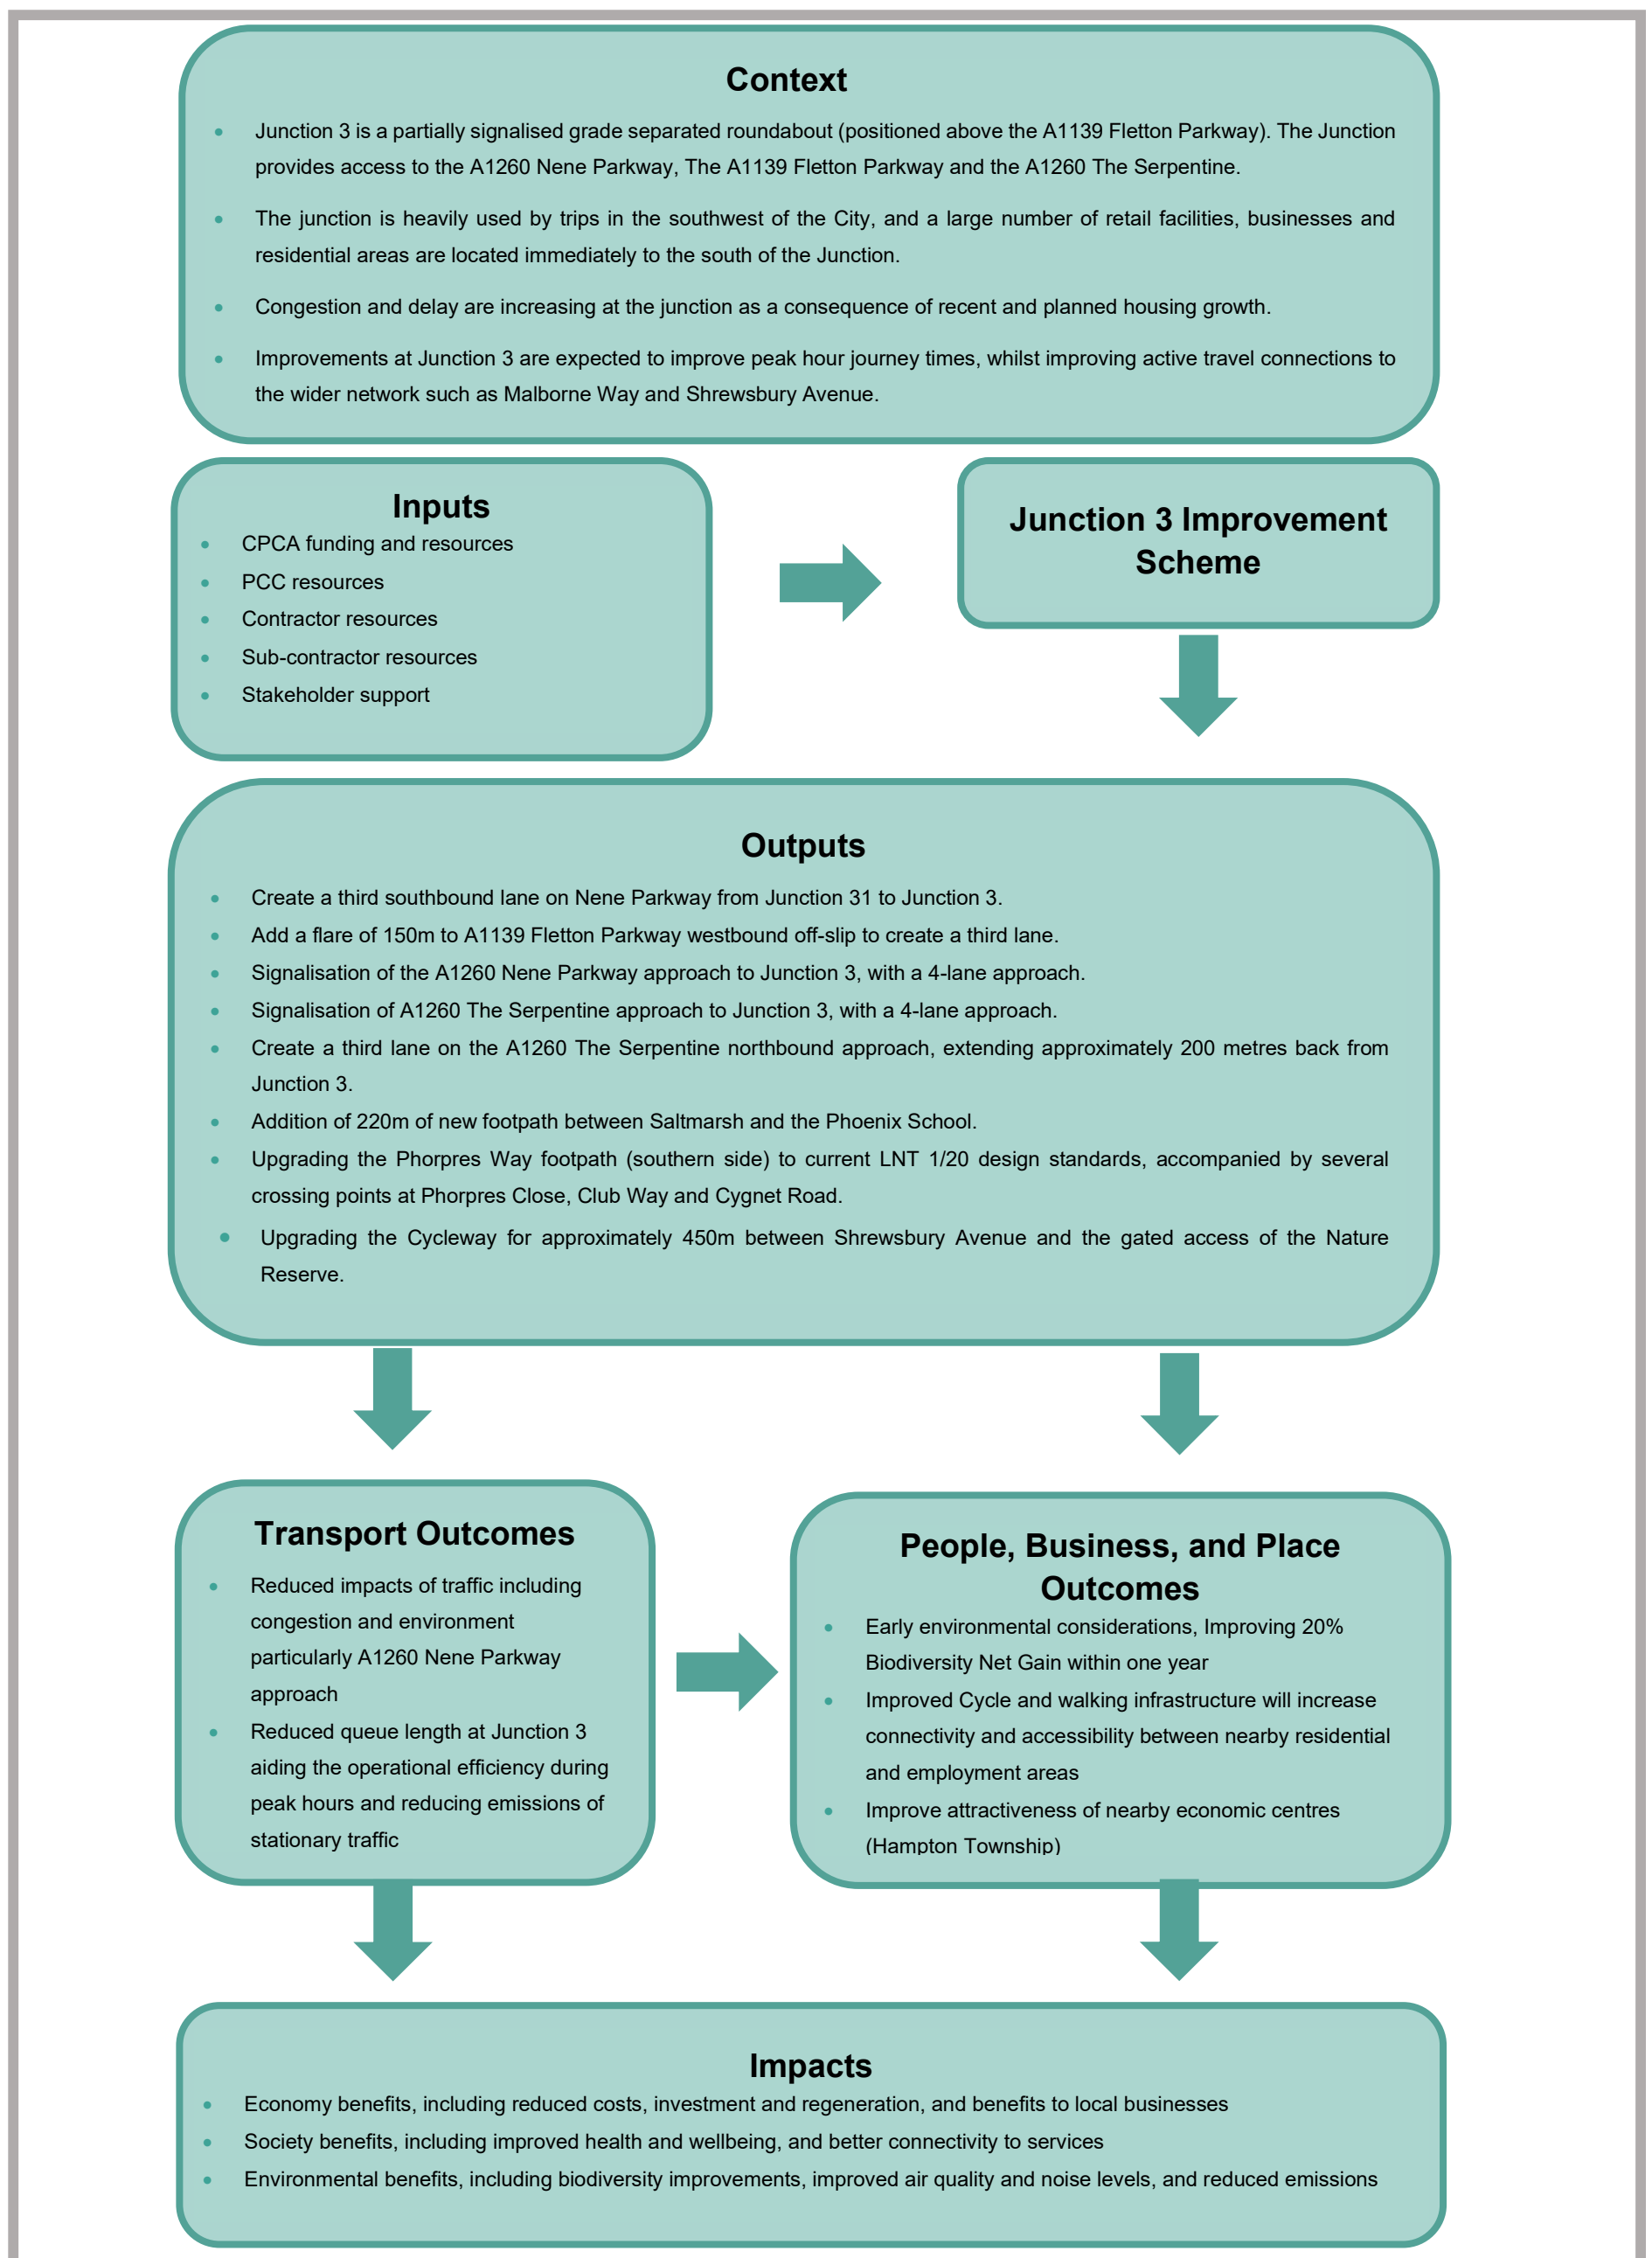 Context
Junction 3 is a partially signalised grade separated roundabout (positioned above the A1139 Fletton Parkway). The Junction
provides access to the A1260 Nene Parkway, The A1139 Fletton Parkway and the A1260 The Serpentine.
The junction is heavily used by trips in the southwest of the City, and a large number of retail facilities, businesses and
residential areas are located immediately to the south of the Junction.
Congestion and delay are increasing at the junction as a consequence of recent and planned housing growth.
Improvements at Junction 3 are expected to improve peak hour journey times, whilst improving active travel connections to
the wider network such as Malborne Way and Shrewsbury Avenue.
Inputs
CPCA funding and resources
PCC resources
Contractor resources
Sub-contractor resources
Stakeholder support
Junction 3 Improvement
Scheme
Outputs
Create a third southbound lane on Nene Parkway from Junction 31 to Junction 3.
Add a flare of 150m to A1139 Fletton Parkway westbound off-slip to create a third lane.
Signalisation of the A1260 Nene Parkway approach to Junction 3, with a 4-lane approach.
Signalisation of A1260 The Serpentine approach to Junction 3, with a 4-lane approach.
Create a third lane on the A1260 The Serpentine northbound approach, extending approximately 200 metres back from
Junction 3.
Addition of 220m of new footpath between Saltmarsh and the Phoenix School.
Upgrading the Phorpres Way footpath (southern side) to current LNT 1/20 design standards, accompanied by several
crossing points at Phorpres Close, Club Way and Cygnet Road.
Upgrading the Cycleway for approximately 450m between Shrewsbury Avenue and the gated access of the Nature
Reserve.
Transport Outcomes
Reduced impacts of traffic including
congestion and environment
particularly A1260 Nene Parkway
approach
Reduced queue length at Junction 3
aiding the operational efficiency during
peak hours and reducing emissions of
stationary traffic
People, Business, and Place
Outcomes
Early environmental considerations, Improving 20%
Biodiversity Net Gain within one year
Improved Cycle and walking infrastructure will increase
connectivity and accessibility between nearby residential
and employment areas
Improve attractiveness of nearby economic centres
(Hampton Township)
Impacts
Economy benefits, including reduced costs, investment and regeneration, and benefits to local businesses
Society benefits, including improved health and wellbeing, and better connectivity to services
Environmental benefits, including biodiversity improvements, improved air quality and noise levels, and reduced emissions